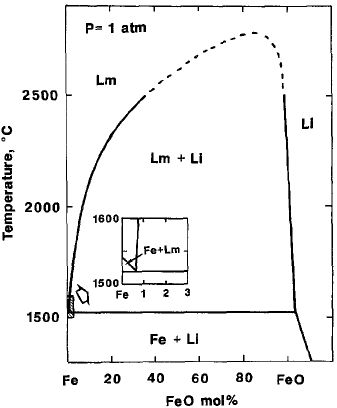 P= 1 atm
Lm
2500
Li
Lm + Li
Temperature, °C
2000
1600
Fe+Lm
1500
Fe 1 2 3
1500
Fe + Li
Fe 20 40 60 80 FeO
FeO mol%